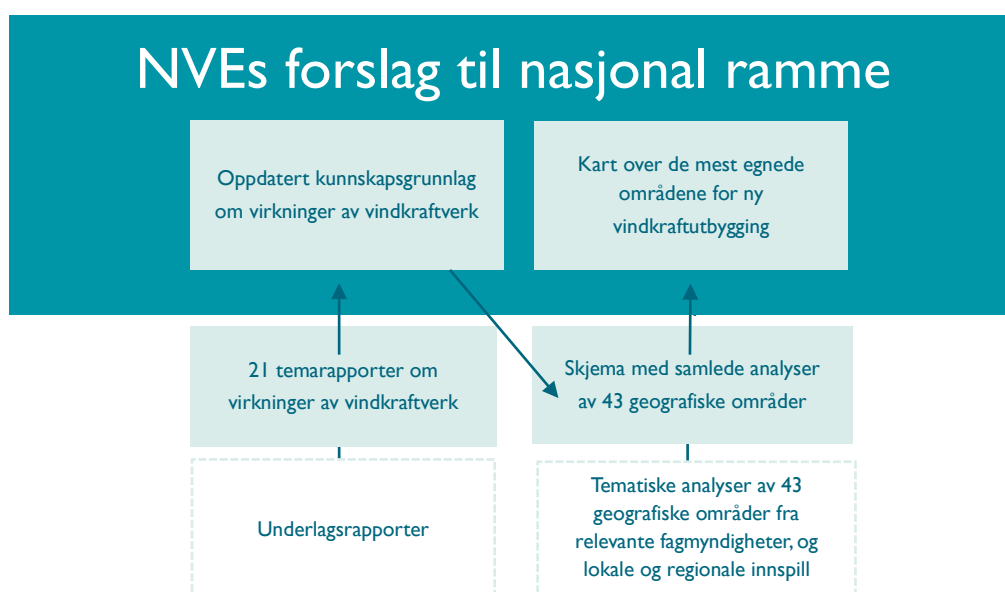 NVEs forslag til nasjonal ramme
Oppdatert kunnskapsgrunnlag
om virkninger av vindkraftverk
Kart over de mest egnede
områdene for ny
vindkraftutbygging
21 temarapporter om
virkninger av vindkraftverk
Skjema med samlede analyser
av 43 geografiske områder
Underlagsrapporter
Tematiske analyser av 43
geografiske områder fra
relevante fagmyndigheter, og
lokale og regionale innspill